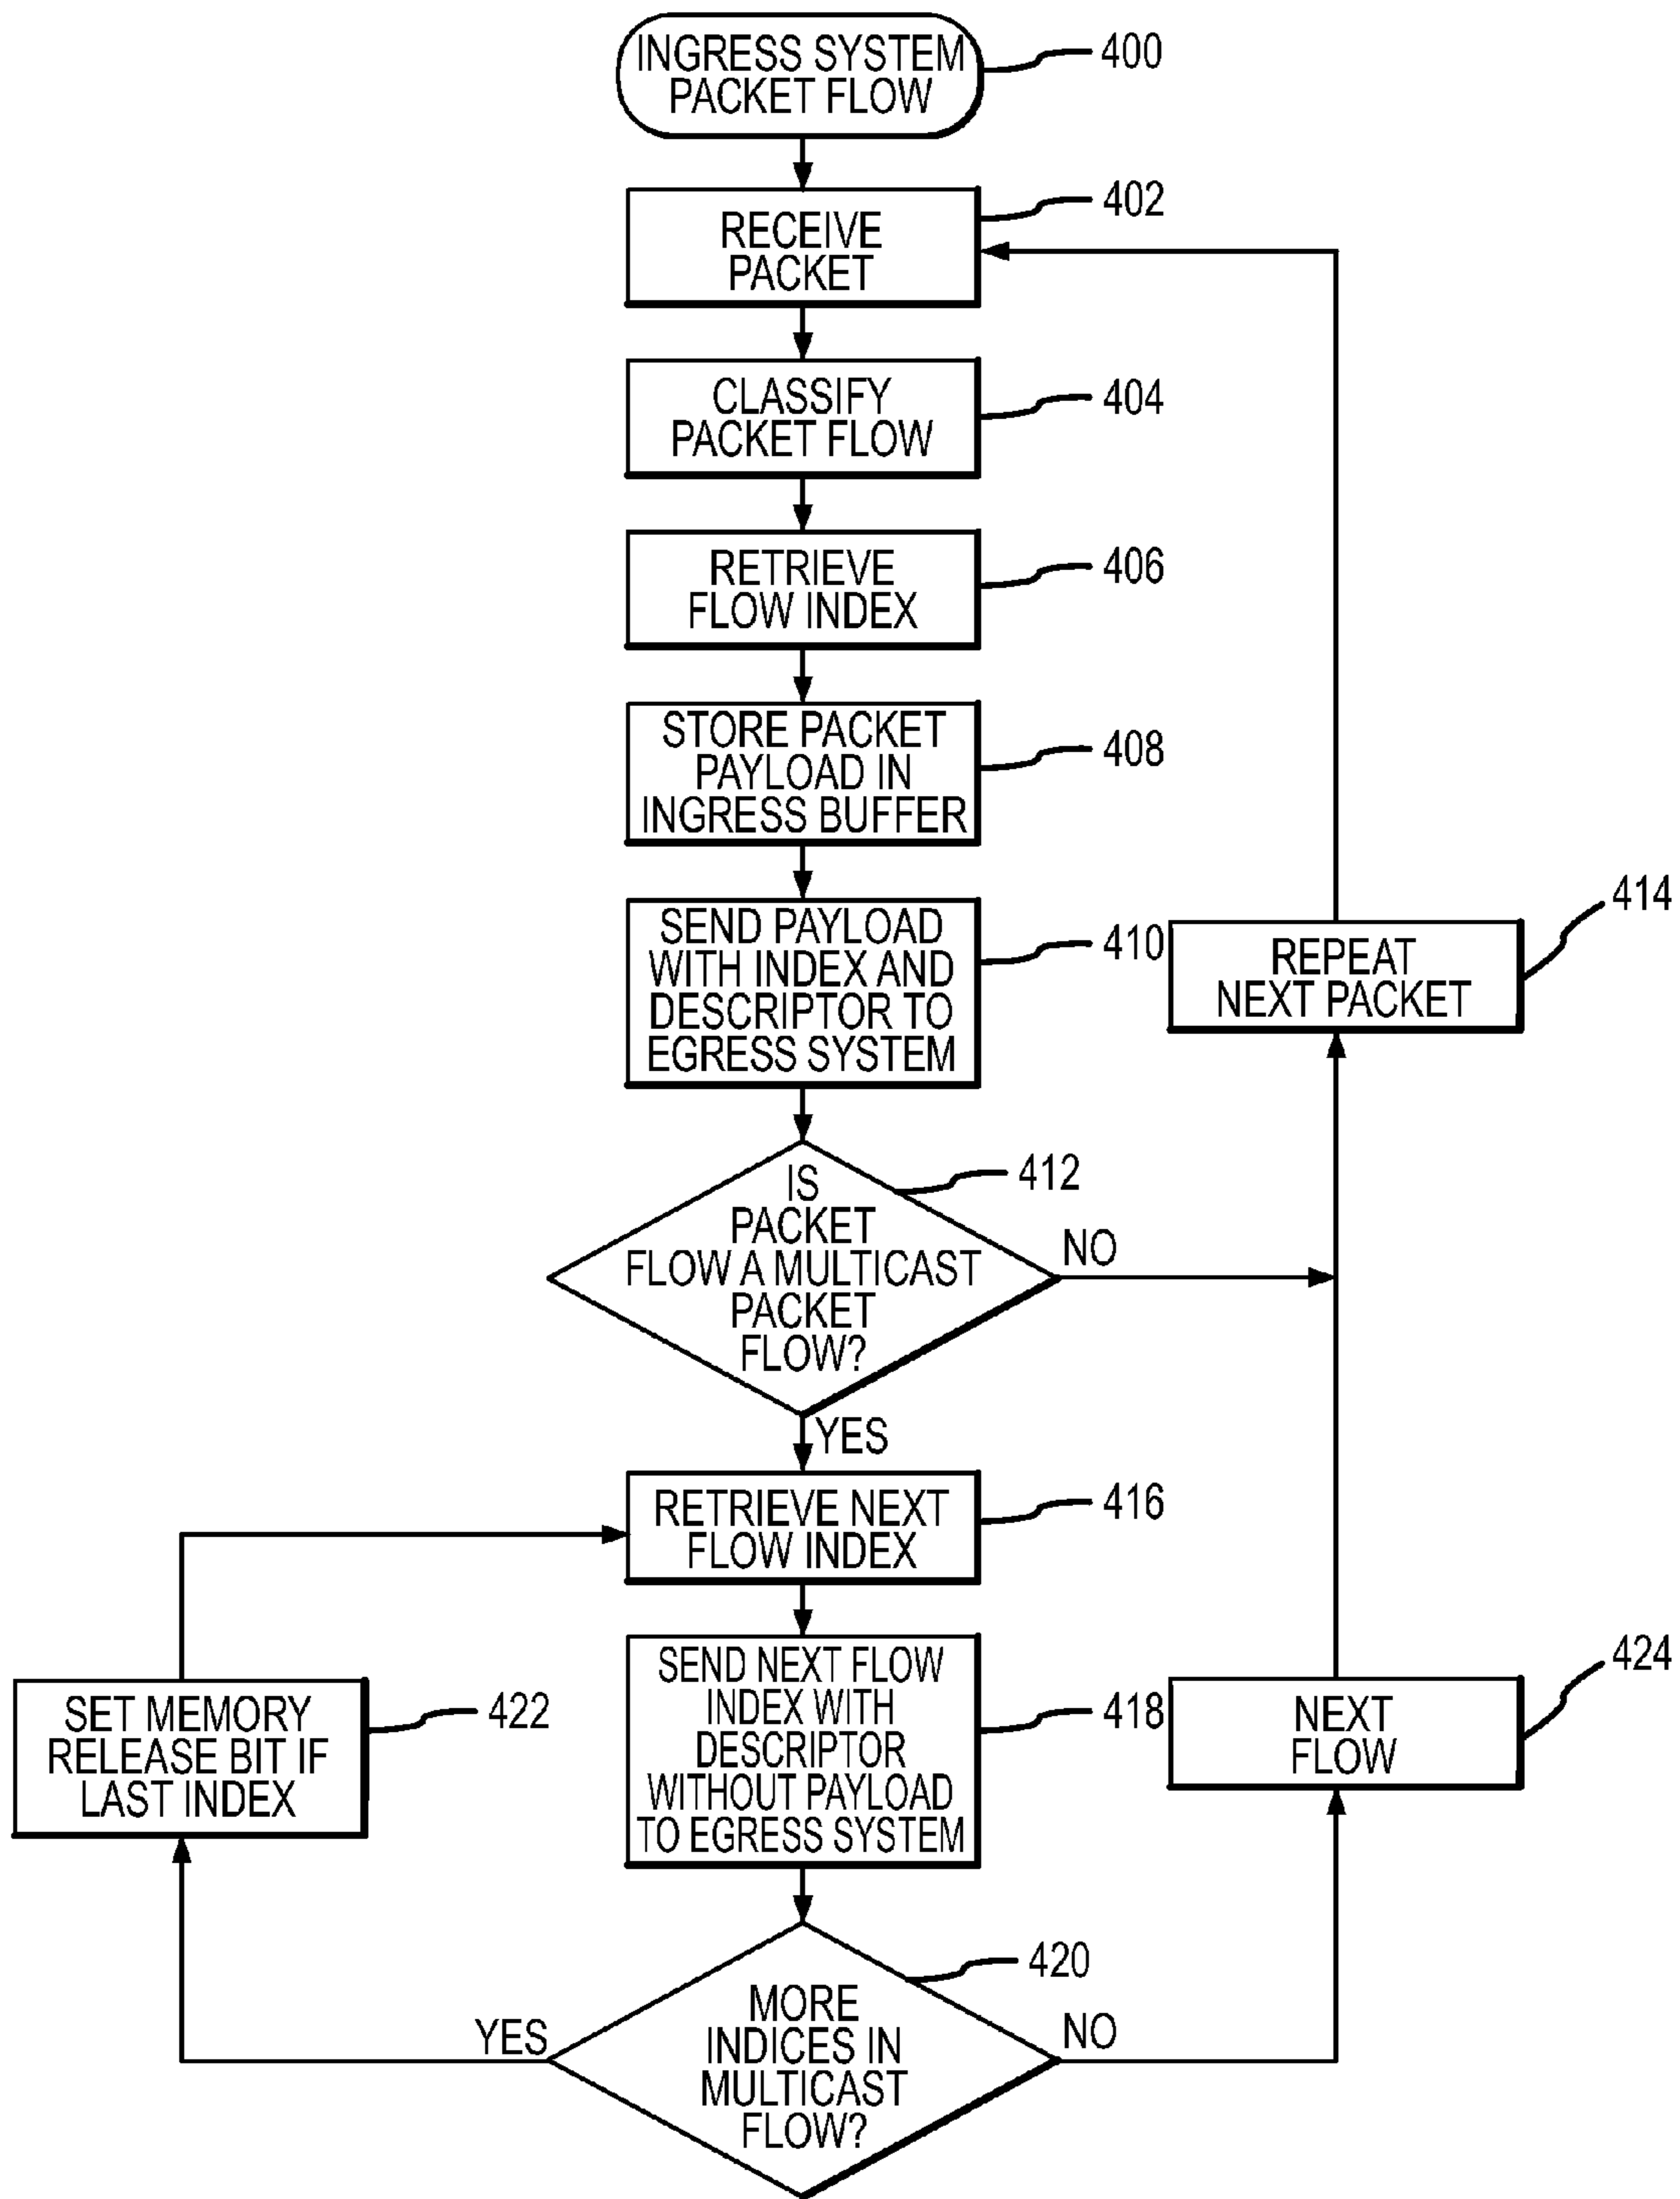 INGRESS SYSTEM
PACKET FLOW
400
RECEIVE
PACKET
402
CLASSIFY
PACKET FLOW
404
RETRIEVE
FLOW INDEX
406
STORE PACKET
PAYLOAD IN
INGRESS BUFFER
408
SEND PAYLOAD
WITH INDEX AND
DESCRIPTOR TO
EGRESS SYSTEM
410
REPEAT
NEXT PACKET
414
IS
PACKET
FLOW A MULTICAST
PACKET
FLOW?
412
NO
YES
RETRIEVE NEXT
FLOW INDEX
416
SEND NEXT FLOW
INDEX WITH
DESCRIPTOR
WITHOUT PAYLOAD
TO EGRESS SYSTEM
418
SET MEMORY
RELEASE BIT IF
LAST INDEX
422
NEXT
FLOW
424
MORE
INDICES IN
MULTICAST
FLOW?
420
YES
NO